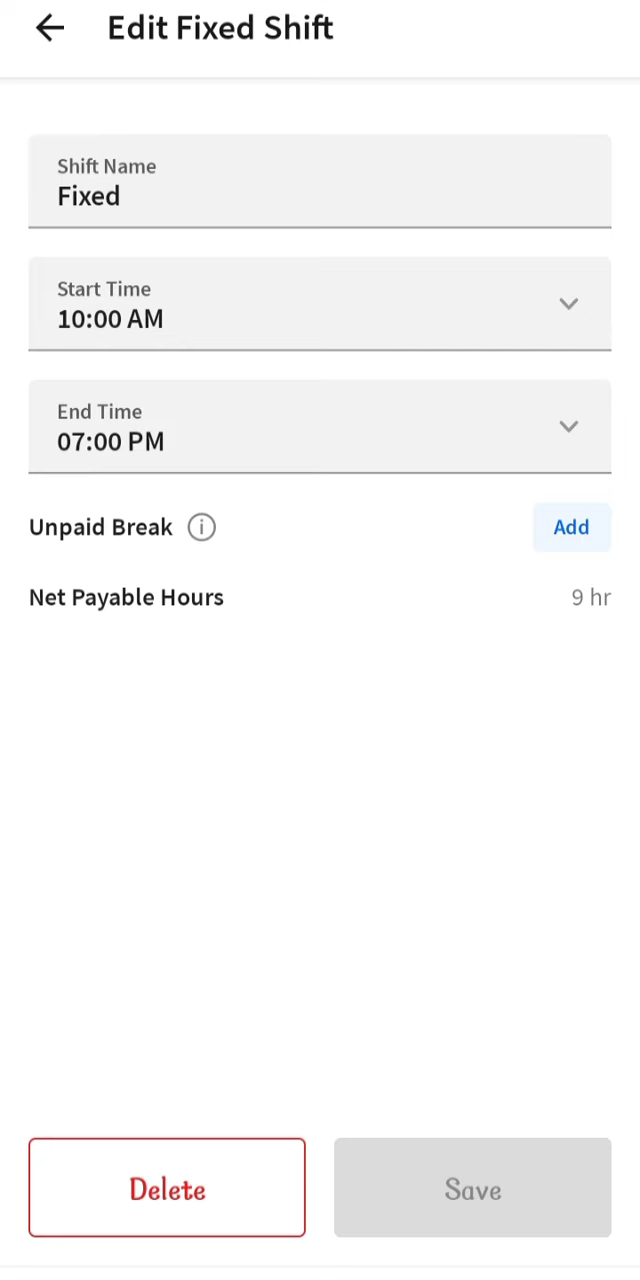 Edit Fixed Shift
Shift Name
Fixed
Start Time
10:00 AM
End Time
07:00 PM
Unpaid Break
Add
Net Payable Hours
9 hr
Delete
Save